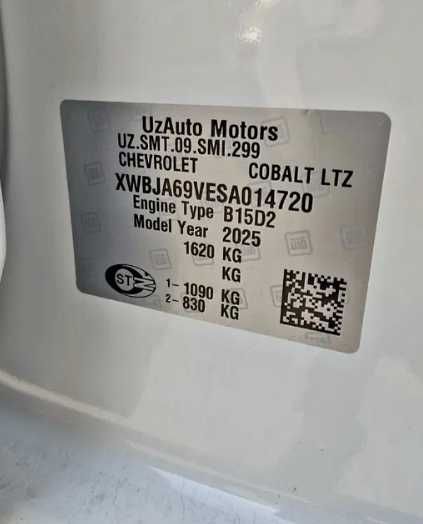 UzAuto Motors
UZ.SMT.09.SMI.299
CHEVROLET COBALT LTZ
XWBJA69VESA014720
Engine Type B15D2
Model Year 2025
1620 KG
KG
1- 1090 KG
2- 830 KG
ST